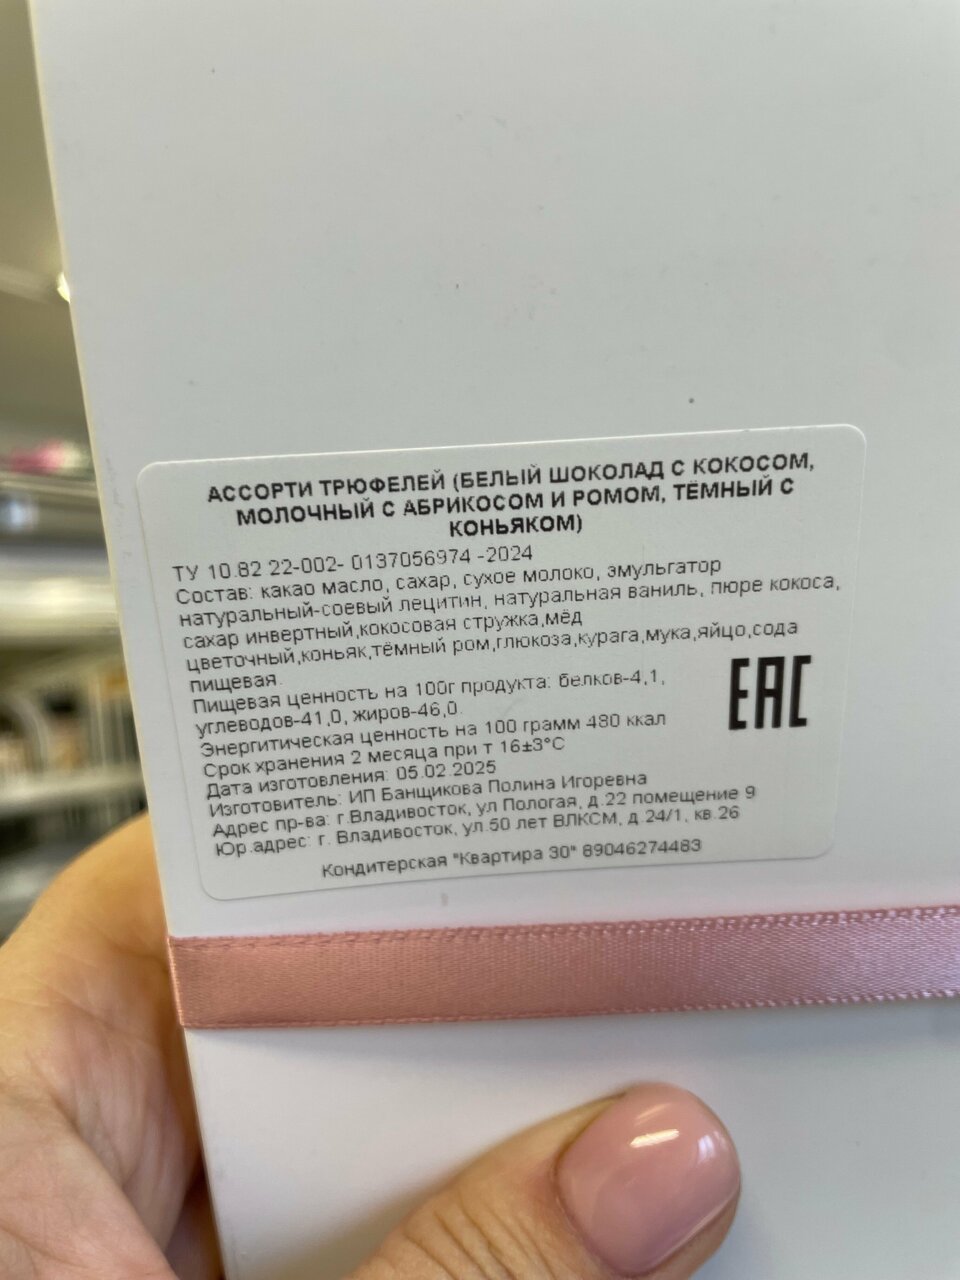 АССОРТИ ТРЮФЕЛЕЙ (БЕЛЫЙ ШОКОЛАД С КОКОСОМ,
МОЛОЧНЫЙ С АБРИКОСОМ И РОМОМ, ТЁМНЫЙ С
КОНЬЯКОМ)
ТУ 10.82 22-002- 0137056974 -2024
Состав: какао масло, сахар, сухое молоко, эмульгатор
натуральный-соевый лецитин, натуральная ваниль, пюре кокоса,
сахар инвертный,кокосовая стружка,мёд
цветочный,коньяк,тёмный ром,глюкоза,курага,мука,яйцо,сода
пищевая.
Пищевая ценность на 100г продукта: белков-4,1,
углеводов-41,0, жиров-46,0.
Энергитическая ценность на 100 грамм 480 ккал
Срок хранения 2 месяца при т 16±3°С
Дата изготовления: 05.02.2025
Изготовитель: ИП Банщикова Полина Игоревна
Адрес пр-ва: г.Владивосток, ул Пологая, д.22 помещение 9
Юр.адрес: г. Владивосток, ул.50 лет ВЛКСМ, д.24/1, кв.26
Кондитерская "Квартира 30" 89046274483
ЕАС